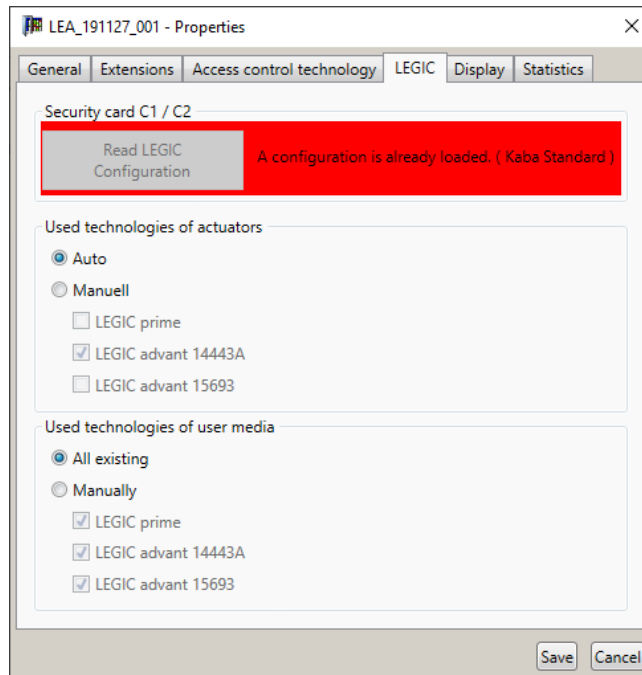 LEA_191127_001 - Properties
General Extensions Access control technology LEGIC Display Statistics
Security card C1 / C2
Read LEGIC
Configuration
A configuration is already loaded. ( Kaba Standard )
Used technologies of actuators
Auto
Manuell
LEGIC prime
LEGIC advant 14443A
LEGIC advant 15693
Used technologies of user media
All existing
Manually
LEGIC prime
LEGIC advant 14443A
LEGIC advant 15693
Save Cancel